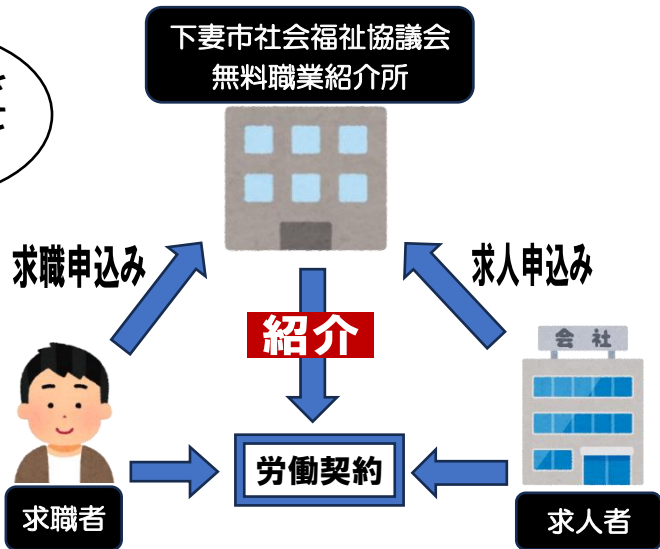 下妻市社会福祉協議会
無料職業紹介所
求職申込み
求人申込み
紹介
会社
労働契約
求職者
求人者